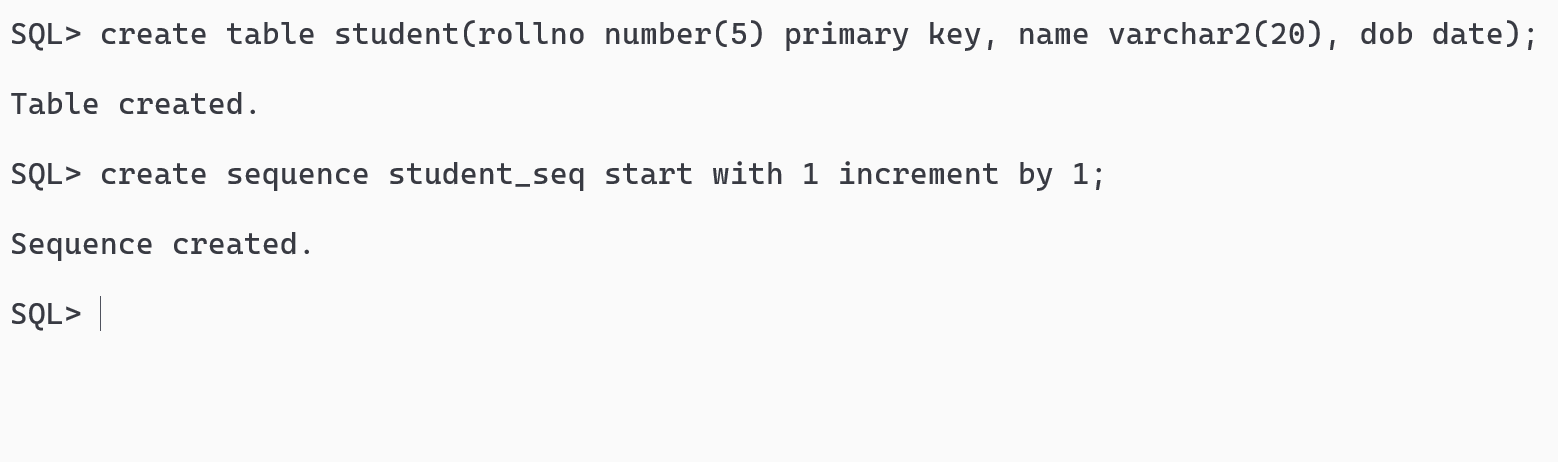 SQL> create table student(rollno number(5) primary key, name varchar2(20), dob date);
Table created.
SQL> create sequence student_seq start with 1 increment by 1;
Sequence created.
SQL>